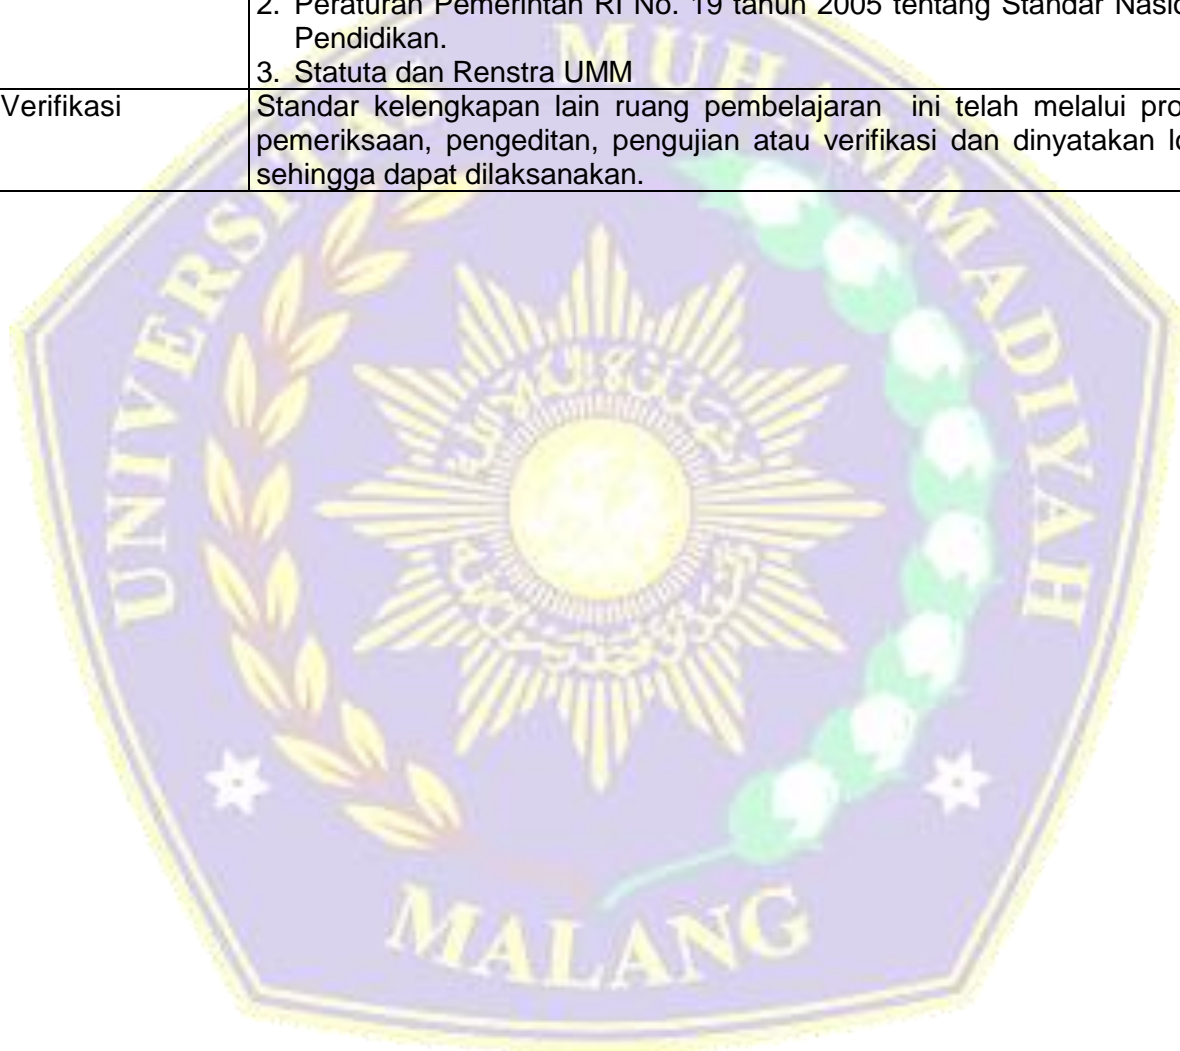 2. Peraturan Pemerintah RI No. 19 tahun 2005 tentang Standar Nasio
Pendidikan.
3. Statuta dan Renstra UMM
Verifikasi
Standar kelengkapan lain ruang pembelajaran ini telah melalui pro
pemeriksaan, pengeditan, pengujian atau verifikasi dan dinyatakan lo
sehingga dapat dilaksanakan.
UNIVERSITAS MUHAMMADIYAH
MALANG